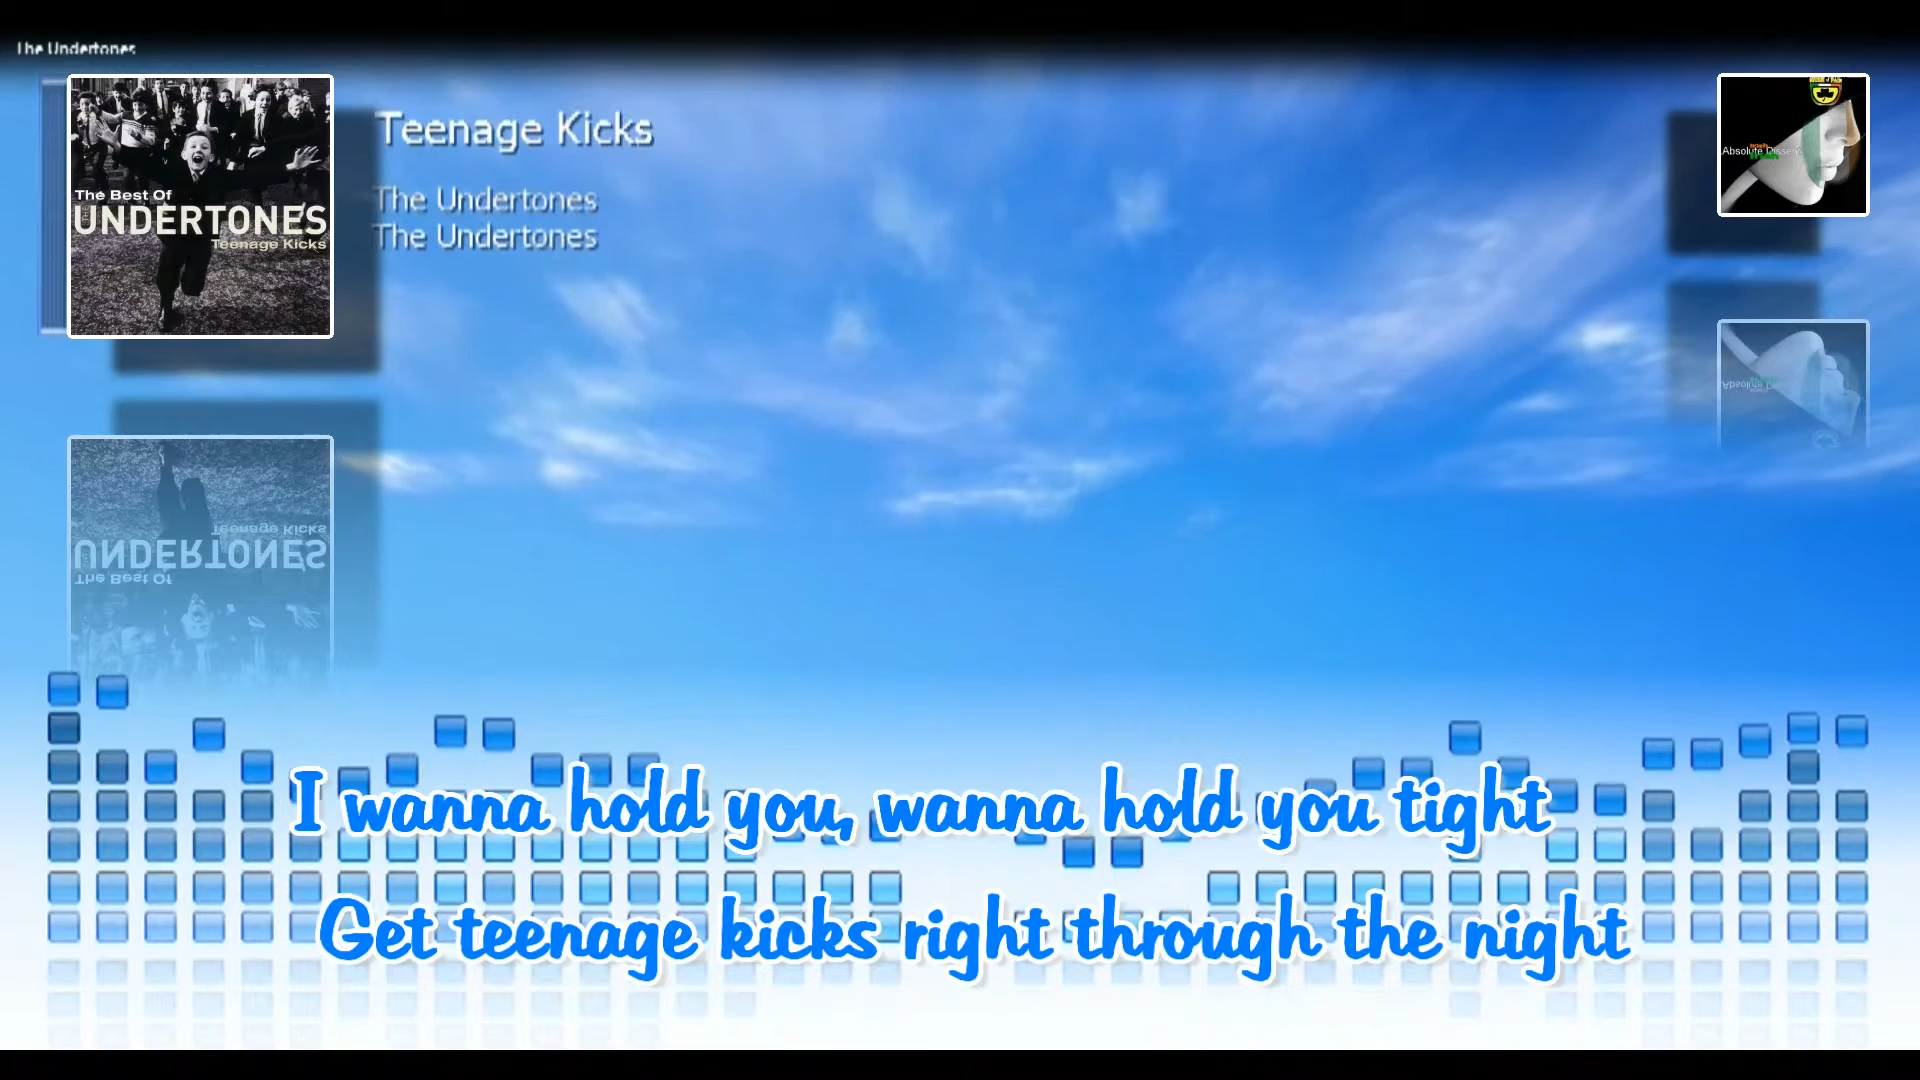 The Undertones
The Best Of
UNDERTONES
Teenage Kicks
Teenage Kicks
The Undertones
The Undertones
Absolute Dissent
I wanna hold you, wanna hold you tight
Get teenage kicks right through the night